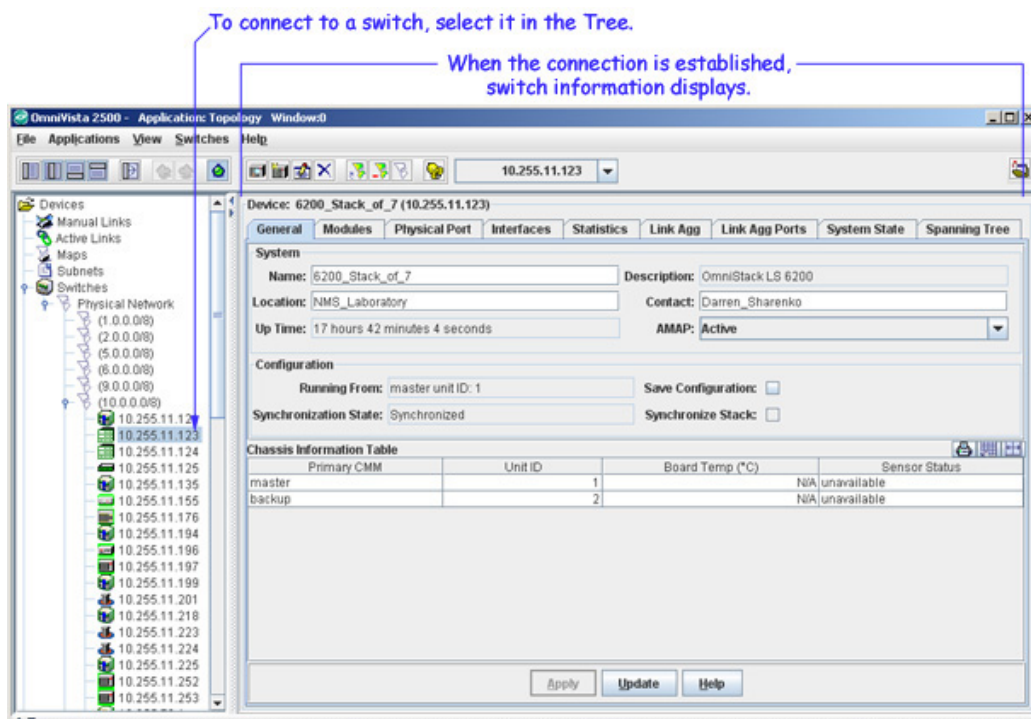 To connect to a switch, select it in the Tree.
When the connection is established,
switch information displays.
OmniVista 2500 - Application: Topology Window:0
File Applications View Switches Help
10.255.11.123
Devices
Manual Links
Active Links
Maps
Subnets
Switches
Physical Network
(1.0.0.0/8)
(2.0.0.0/8)
(5.0.0.0/8)
(6.0.0.0/8)
(9.0.0.0/8)
(10.0.0.0/8)
10.255.11.123
10.255.11.124
10.255.11.125
10.255.11.135
10.255.11.155
10.255.11.176
10.255.11.194
10.255.11.196
10.255.11.197
10.255.11.199
10.255.11.201
10.255.11.218
10.255.11.223
10.255.11.224
10.255.11.225
10.255.11.252
10.255.11.253
Device: 6200_Stack_of_7 (10.255.11.123)
General Modules Physical Port Interfaces Statistics Link Agg Link Agg Ports System State Spanning Tree
System
Name: 6200_Stack_of_7 Description: OmniStack LS 6200
Location: NMS_Laboratory Contact: Darren_Sharenko
Up Time: 17 hours 42 minutes 4 seconds AMAP: Active
Configuration
Running From: master unit ID: 1 Save Configuration:
Synchronization State: Synchronized Synchronize Stack:
Chassis Information Table
Primary CMM Unit ID Board Temp (°C) Sensor Status
master 1 N/A unavailable
backup 2 N/A unavailable
Apply Update Help